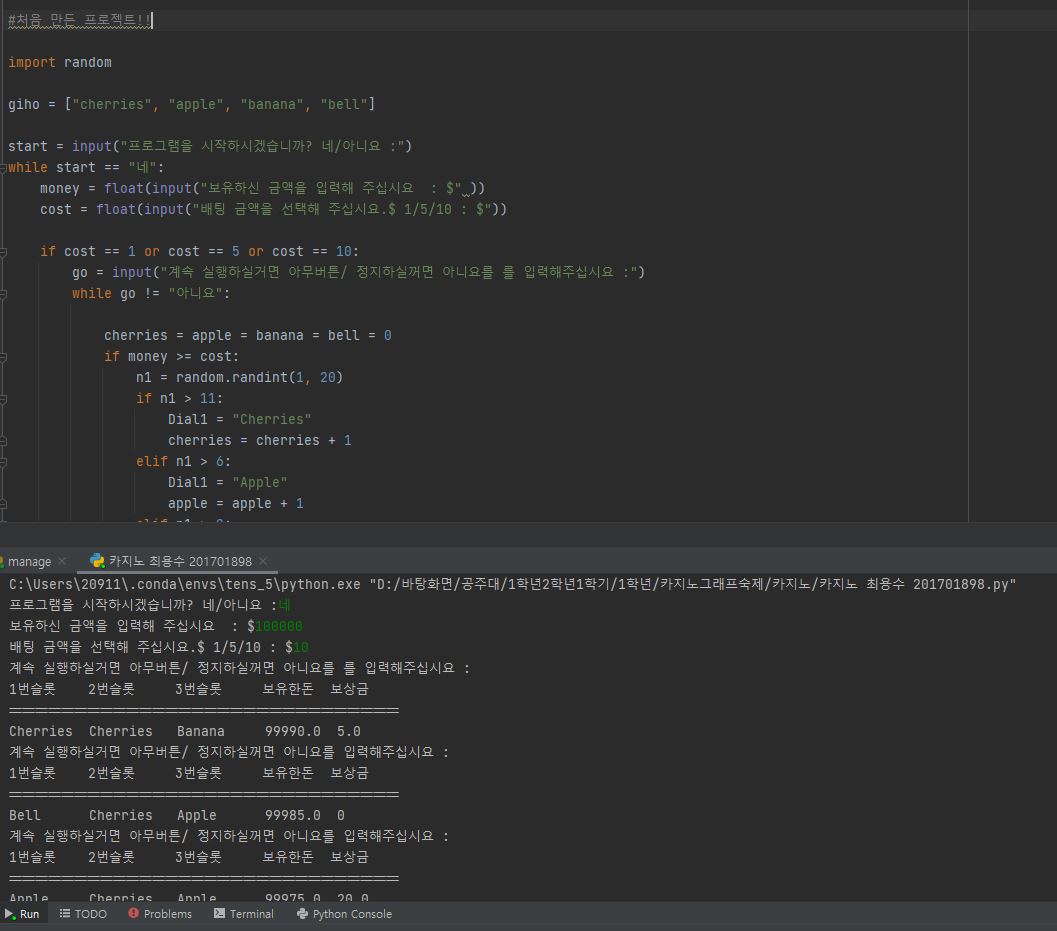 #처음 만든 프로젝트!!
import random
giho = ["cherries", "apple", "banana", "bell"]
start = input("프로그램을 시작하시겠습니까? 네/아니요 :")
while start == "네":
money = float(input("보유하신 금액을 입력해 주십시요  : $" ))
cost = float(input("배팅 금액을 선택해 주십시요.$ 1/5/10 : $"))
if cost == 1 or cost == 5 or cost == 10:
go = input("계속 실행하실거면 아무버튼/ 정지하실꺼면 아니요를 를 입력해주십시요 :")
while go != "아니요":
cherries = apple = banana = bell = 0
if money >= cost:
n1 = random.randint(1, 20)
if n1 > 11:
Dial1 = "Cherries"
cherries = cherries + 1
elif n1 > 6:
Dial1 = "Apple"
apple = apple + 1
manage
카지노 최용수 201701898
C:\Users\20911\.conda\envs\tens_5\python.exe "D:/바탕화면/공주대/1학년2학년1학기/1학년/카지노그래프숙제/카지노/카지노 최용수 201701898.py"
프로그램을 시작하시겠습니까? 네/아니요 :네
보유하신 금액을 입력해 주십시요  : $100000
배팅 금액을 선택해 주십시요.$ 1/5/10 : $10
계속 실행하실거면 아무버튼/ 정지하실꺼면 아니요를 를 입력해주십시요 :
1번슬롯 2번슬롯 3번슬롯 보유한돈 보상금
==============================
Cherries Cherries Banana 99990.0 5.0
계속 실행하실거면 아무버튼/ 정지하실꺼면 아니요를 입력해주십시요 :
1번슬롯 2번슬롯 3번슬롯 보유한돈 보상금
==============================
Bell Cherries Apple 99985.0 0
계속 실행하실거면 아무버튼/ 정지하실꺼면 아니요를 입력해주십시요 :
1번슬롯 2번슬롯 3번슬롯 보유한돈 보상금
==============================
Apple Cherries Apple 99975.0 20.0
Run TODO Problems Terminal Python Console